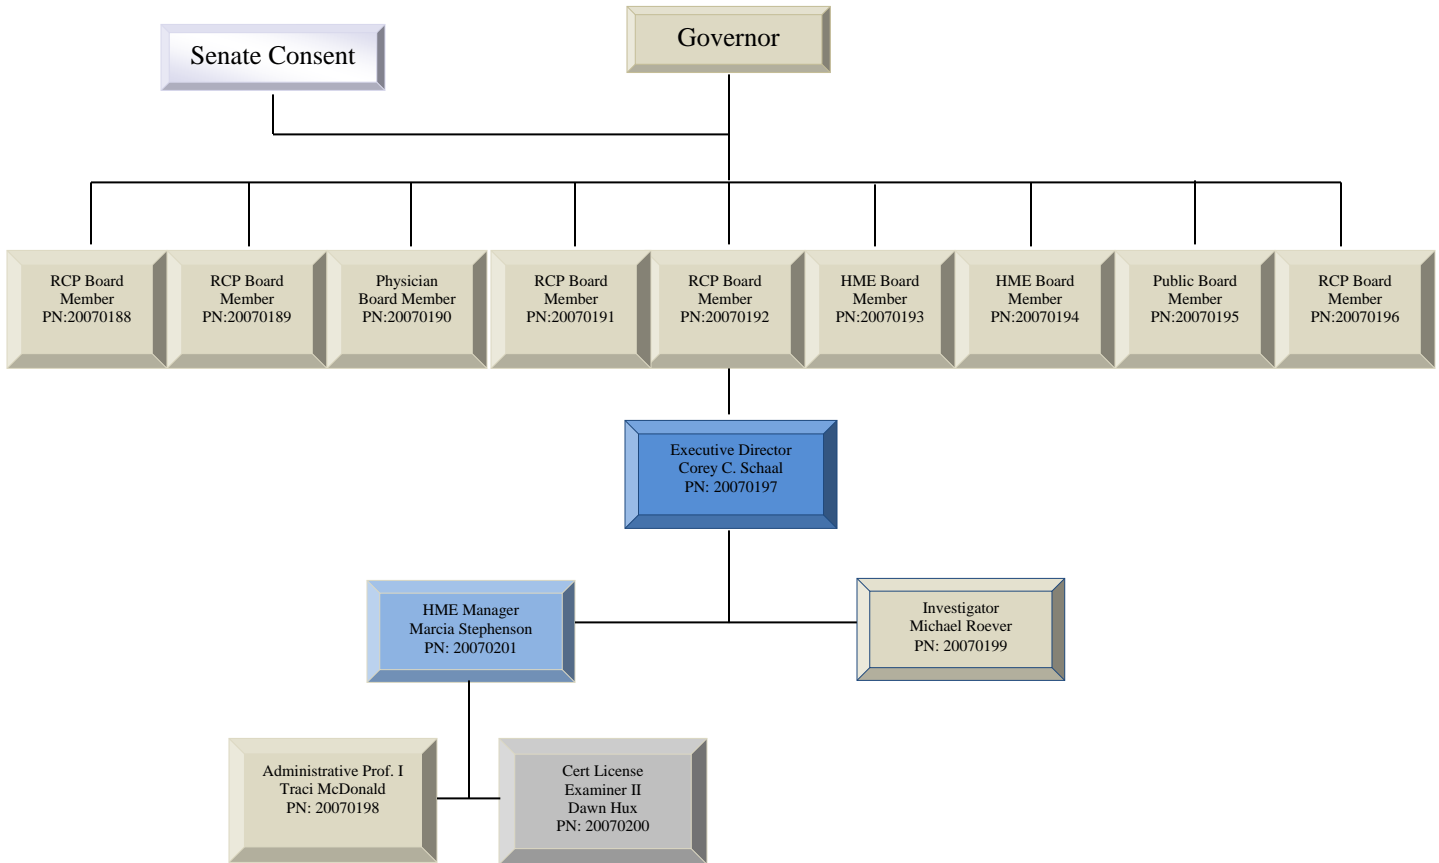 Senate Consent
Governor
RCP Board
Member
PN:20070188
RCP Board
Member
PN:20070189
Physician
Board Member
PN:20070190
RCP Board
Member
PN:20070191
RCP Board
Member
PN:20070192
HME Board
Member
PN:20070193
HME Board
Member
PN:20070194
Public Board
Member
PN:20070195
RCP Board
Member
PN:20070196
Executive Director
Corey C. Schaal
PN: 20070197
HME Manager
Marcia Stephenson
PN: 20070201
Investigator
Michael Roever
PN: 20070199
Administrative Prof. I
Traci McDonald
PN: 20070198
Cert License
Examiner II
Dawn Hux
PN: 20070200